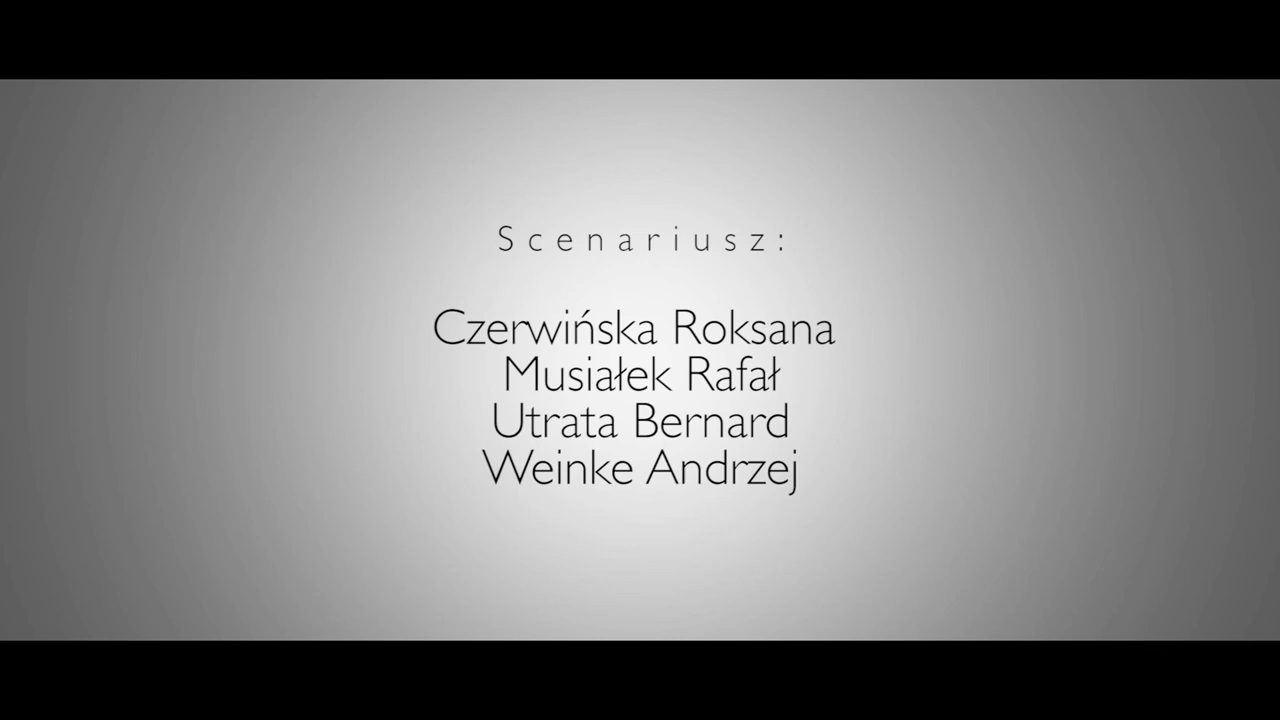 Scenariusz:
Czerwińska Roksana
Musiałek Rafał
Utrata Bernard
Weinke Andrzej